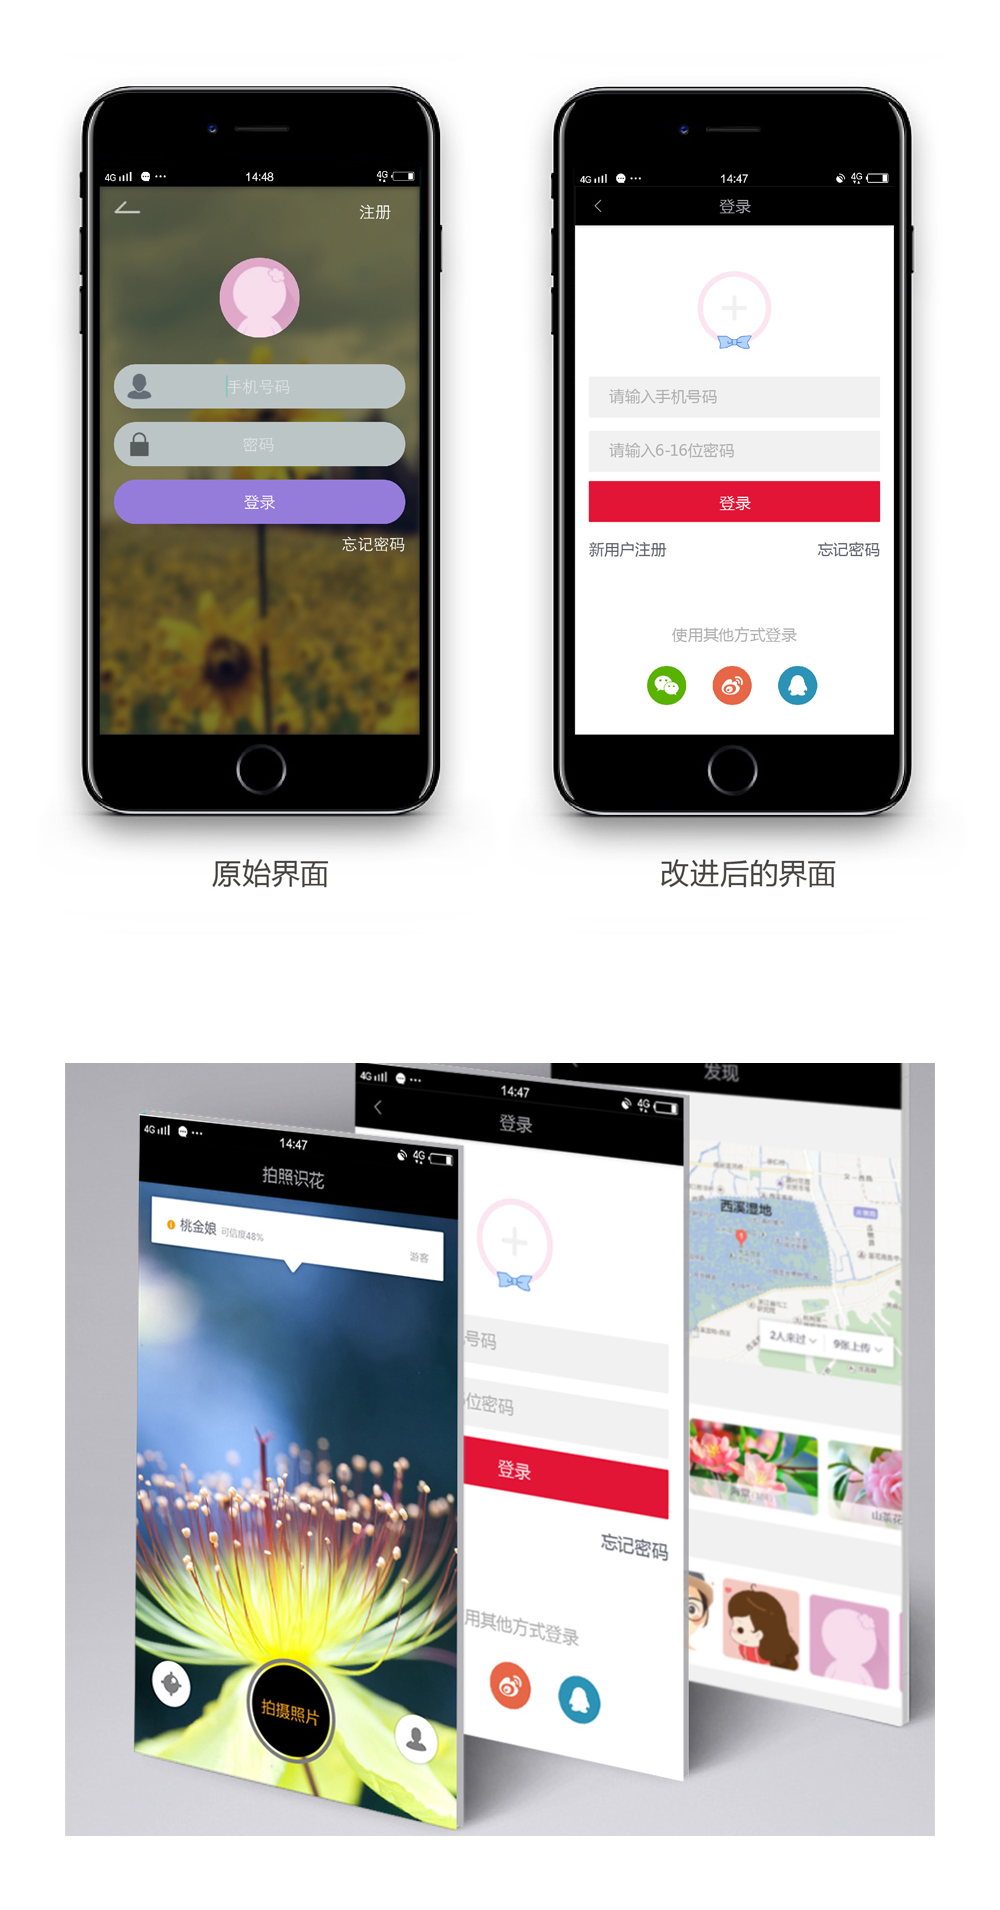 4G 14:48 4G
注册
手机号码
密码
登录
忘记密码
原始界面
4G 14:47 4G
登录
请输入手机号码
请输入6-16位密码
登录
新用户注册 忘记密码
使用其他方式登录
改进后的界面
4G 14:47 4G
拍照识花
桃金娘 可信度48%
游客
拍摄照片
4G 14:47 4G
登录
号码
位密码
登录
忘记密码
用其他方式登录
发现
西溪湿地
2人来过 9张上传
海棠
山茶花